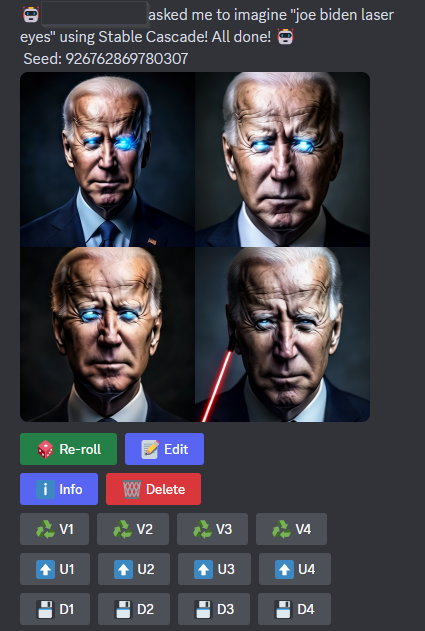 asked me to imagine "joe biden laser
eyes" using Stable Cascade! All done!
Seed: 926762869780307
Re-roll Edit
Info Delete
V1 V2 V3 V4
U1 U2 U3 U4
D1 D2 D3 D4